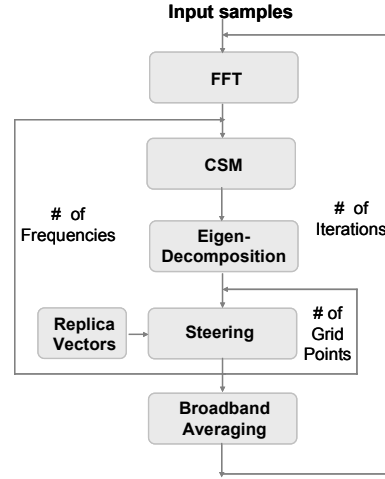 Input samples
FFT
CSM
# of
Frequencies
# of
Iterations
Eigen-
Decomposition
Replica
Vectors
Steering
# of
Grid
Points
Broadband
Averaging